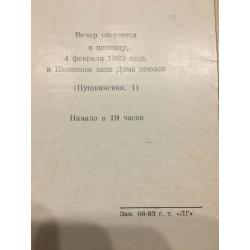 Вечер состоится
в пятницу,
4 февраля 1983 года,
в Колонном зале Дома союзов
(Пушкинская, 1)
Начало в 19 часов
Зак. 68-83 г. т. «ЛГ»